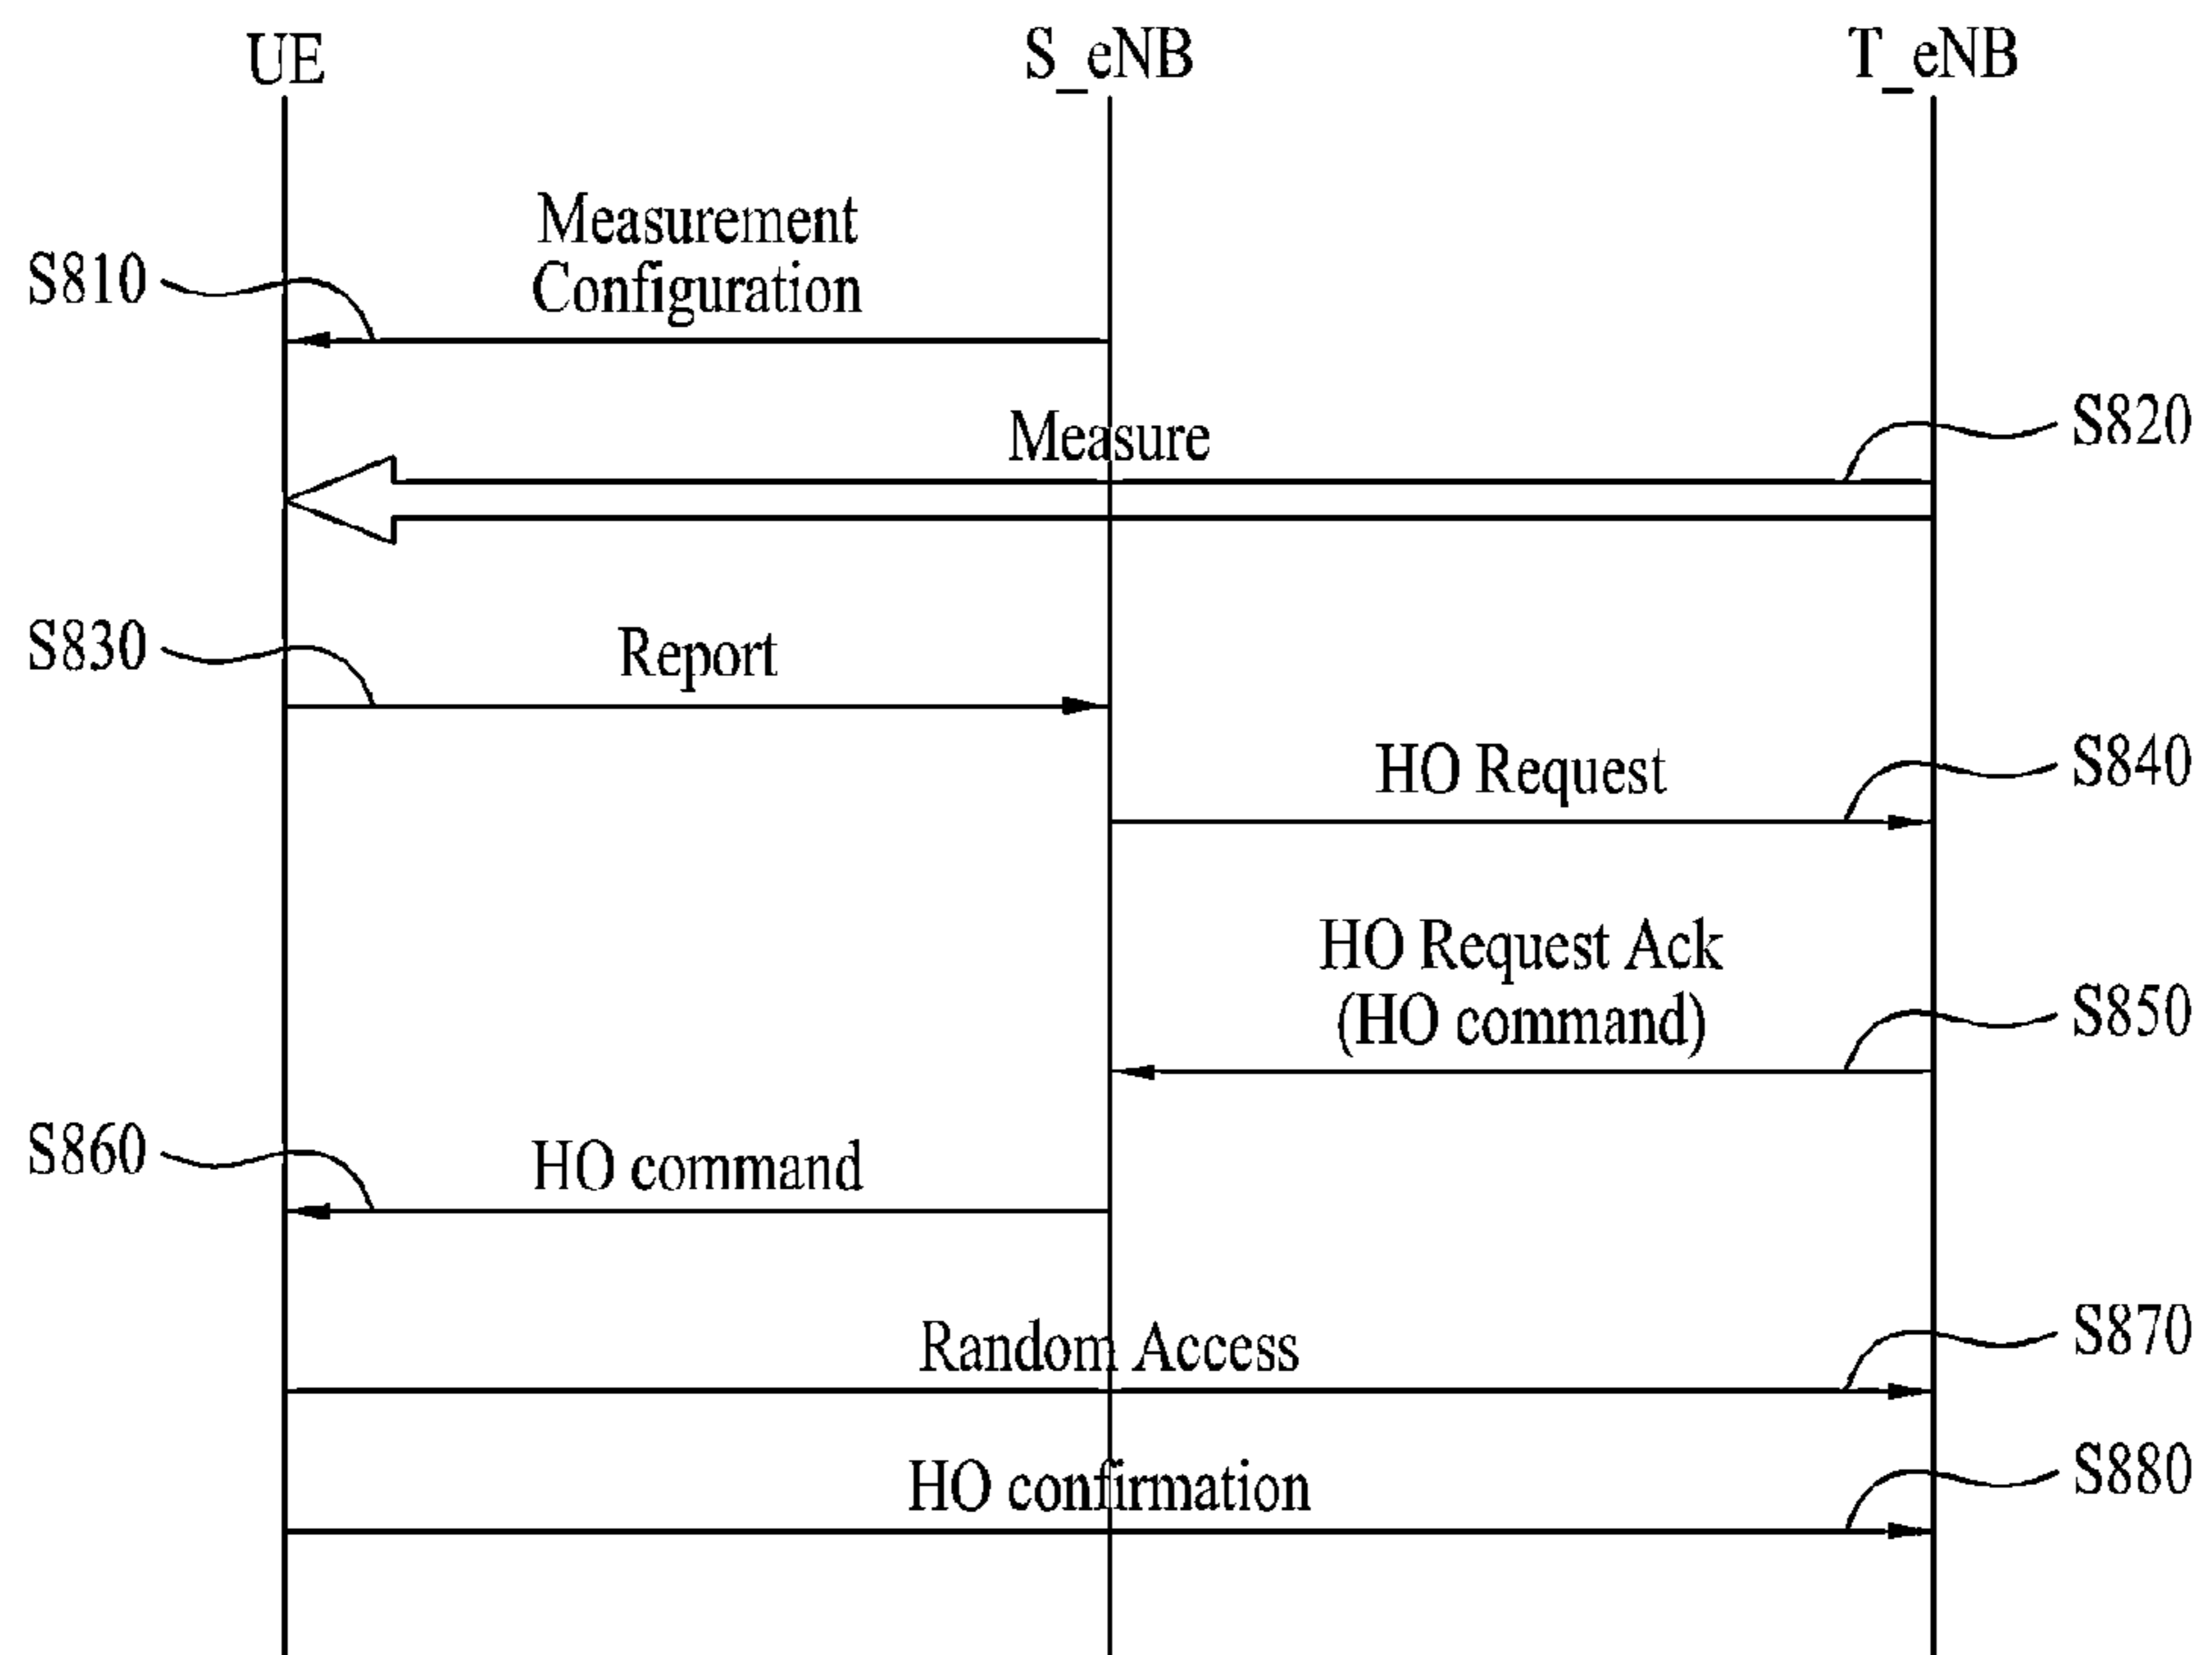 UE
S_eNB
T_eNB
Measurement
Configuration
S810
Measure
S820
Report
S830
HO Request
S840
HO Request Ack
(HO command)
S850
HO command
S860
Random Access
S870
HO confirmation
S880